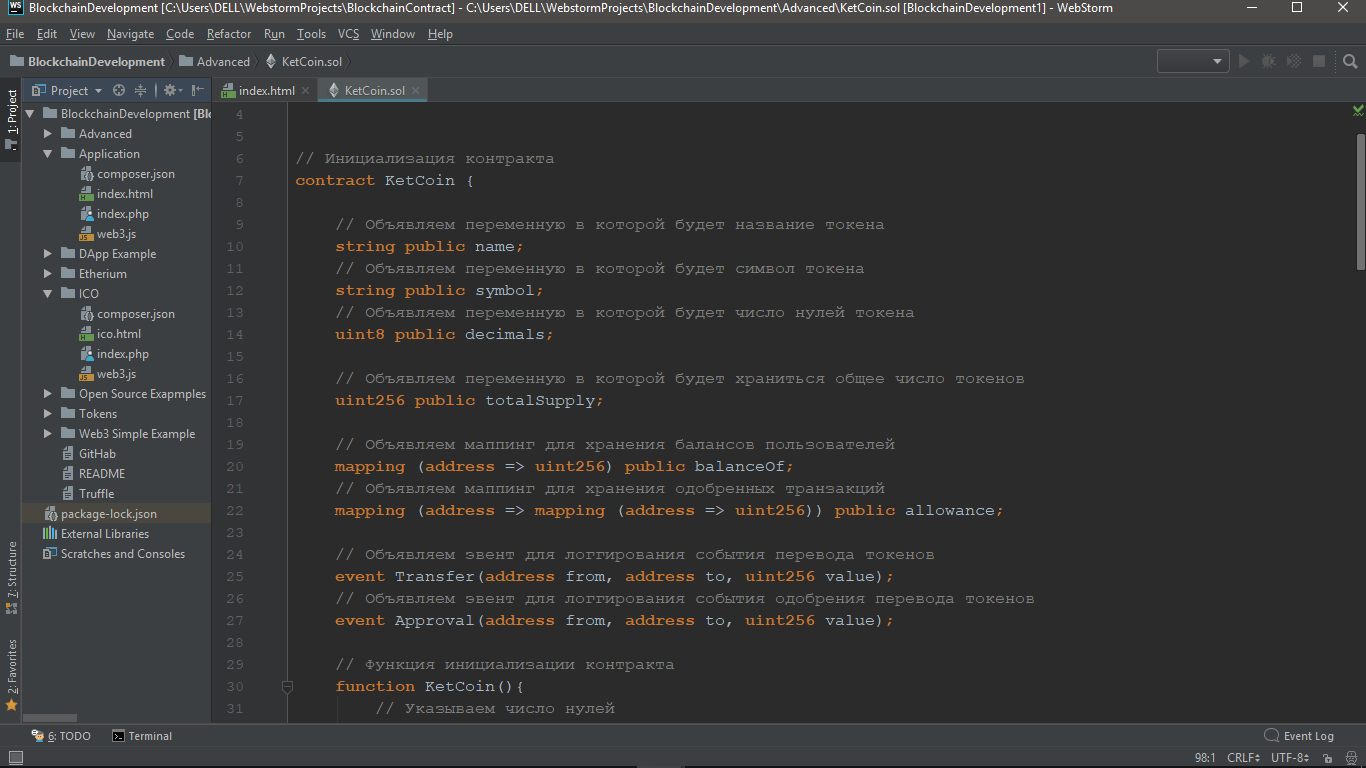 BlockchainDevelopment [C:\Users\DELL\WebstormProjects\BlockchainContract] - C:\Users\DELL\WebstormProjects\BlockchainDevelopment\Advanced\KetCoin.sol [BlockchainDevelopment1] - WebStorm
File Edit View Navigate Code Refactor Run Tools VCS Window Help
BlockchainDevelopment Advanced KetCoin.sol
1: Project
7: Structure
2: Favorites
Project
BlockchainDevelopment [Bl
Advanced
Application
composer.json
index.html
index.php
web3.js
DApp Example
Etherium
ICO
composer.json
ico.html
index.php
web3.js
Open Source Exapmples
Tokens
Web3 Simple Example
GitHab
README
Truffle
package-lock.json
External Libraries
Scratches and Consoles
index.html KetCoin.sol
4
5
6 // Инициализация контракта
7 contract KetCoin {
8
9 // Объявляем переменную в которой будет название токена
10 string public name;
11 // Объявляем переменную в которой будет символ токена
12 string public symbol;
13 // Объявляем переменную в которой будет число нулей токена
14 uint8 public decimals;
15
16 // Объявляем переменную в которой будет храниться общее число токенов
17 uint256 public totalSupply;
18
19 // Объявляем маппинг для хранения балансов пользователей
20 mapping (address => uint256) public balanceOf;
21 // Объявляем маппинг для хранения одобренных транзакций
22 mapping (address => mapping (address => uint256)) public allowance;
23
24 // Объявляем эвент для логгирования события перевода токенов
25 event Transfer(address from, address to, uint256 value);
26 // Объявляем эвент для логгирования события одобрения перевода токенов
27 event Approval(address from, address to, uint256 value);
28
29 // Функция инициализации контракта
30 function KetCoin(){
31 // Указываем число нулей
6: TODO Terminal Event Log
98:1 CRLF UTF-8